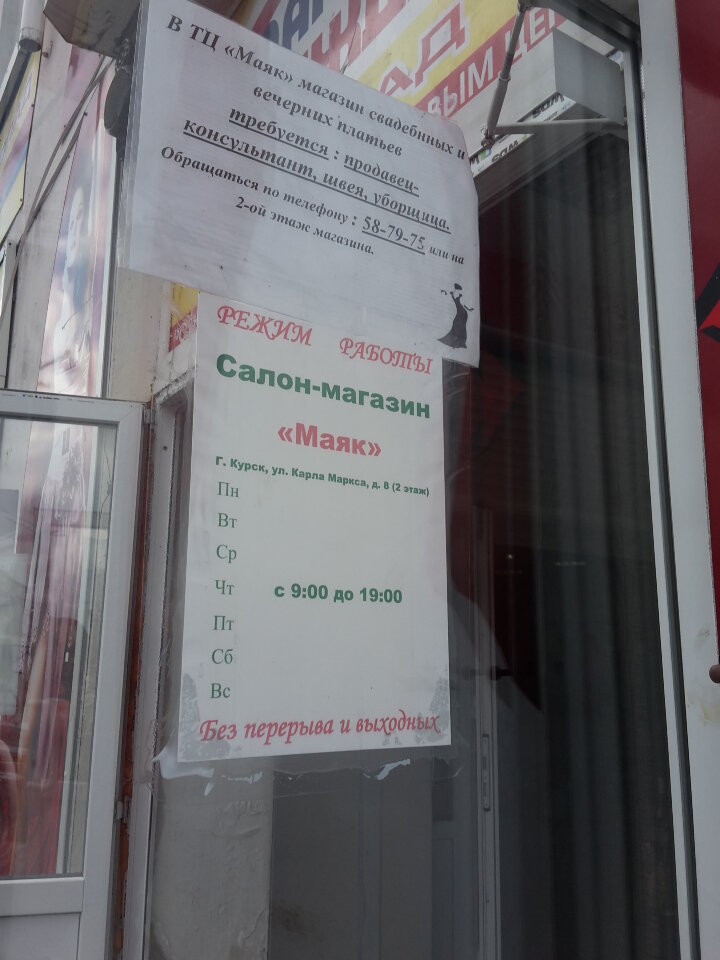 В ТЦ «Маяк» магазин свадебнных и
вечерних платьев
требуется : продавец-
консультант, швея, уборщица.
Обращаться по телефону : 58-79-75 или на
2-ой этаж магазина.
РЕЖИМ РАБОТЫ
Салон-магазин
«Маяк»
Г. Курск, ул. Карла Маркса, д. 8 (2 этаж)
Пн
Вт
Ср
Чт с 9:00 до 19:00
Пт
Сб
Вс
Без перерыва и выходных